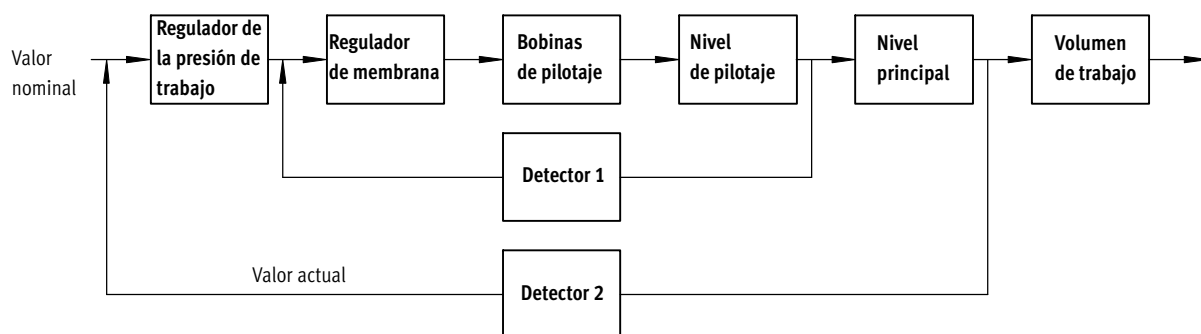 Valor
nominal
Regulador de
la presión de
trabajo
Regulador
de membrana
Bobinas
de pilotaje
Nivel
de pilotaje
Nivel
principal
Volumen
de trabajo
Detector 1
Valor actual
Detector 2